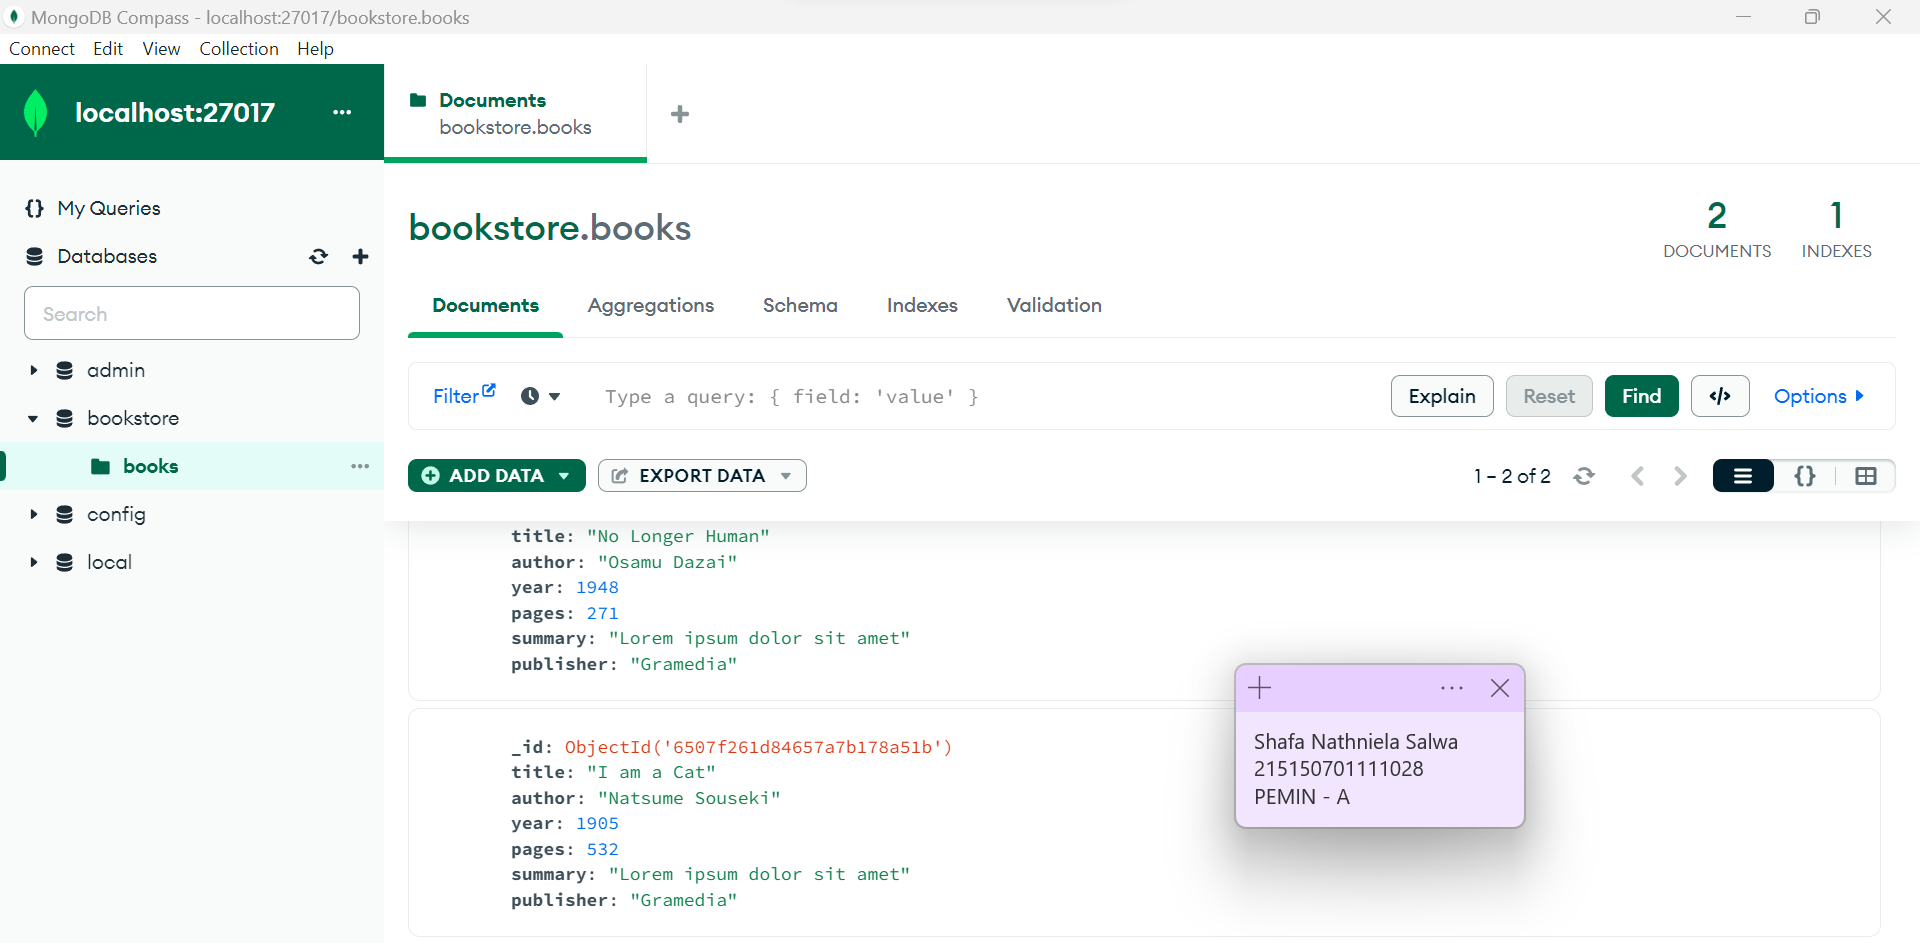 MongoDB Compass - localhost:27017/bookstore.books
Connect Edit View Collection Help
localhost:27017 ...
Documents
bookstore.books
My Queries
Databases
Search
admin
bookstore
books ...
config
local
bookstore.books
2
DOCUMENTS
1
INDEXES
Documents Aggregations Schema Indexes Validation
Filter
Type a query: { field: 'value' }
Explain Reset Find </> Options
ADD DATA EXPORT DATA
1 – 2 of 2
{}
title: "No Longer Human"
author: "Osamu Dazai"
year: 1948
pages: 271
summary: "Lorem ipsum dolor sit amet"
publisher: "Gramedia"
_id: ObjectId('6507f261d84657a7b178a51b')
title: "I am a Cat"
author: "Natsume Souseki"
year: 1905
pages: 532
summary: "Lorem ipsum dolor sit amet"
publisher: "Gramedia"
Shafa Nathniela Salwa
215150701111028
PEMIN - A